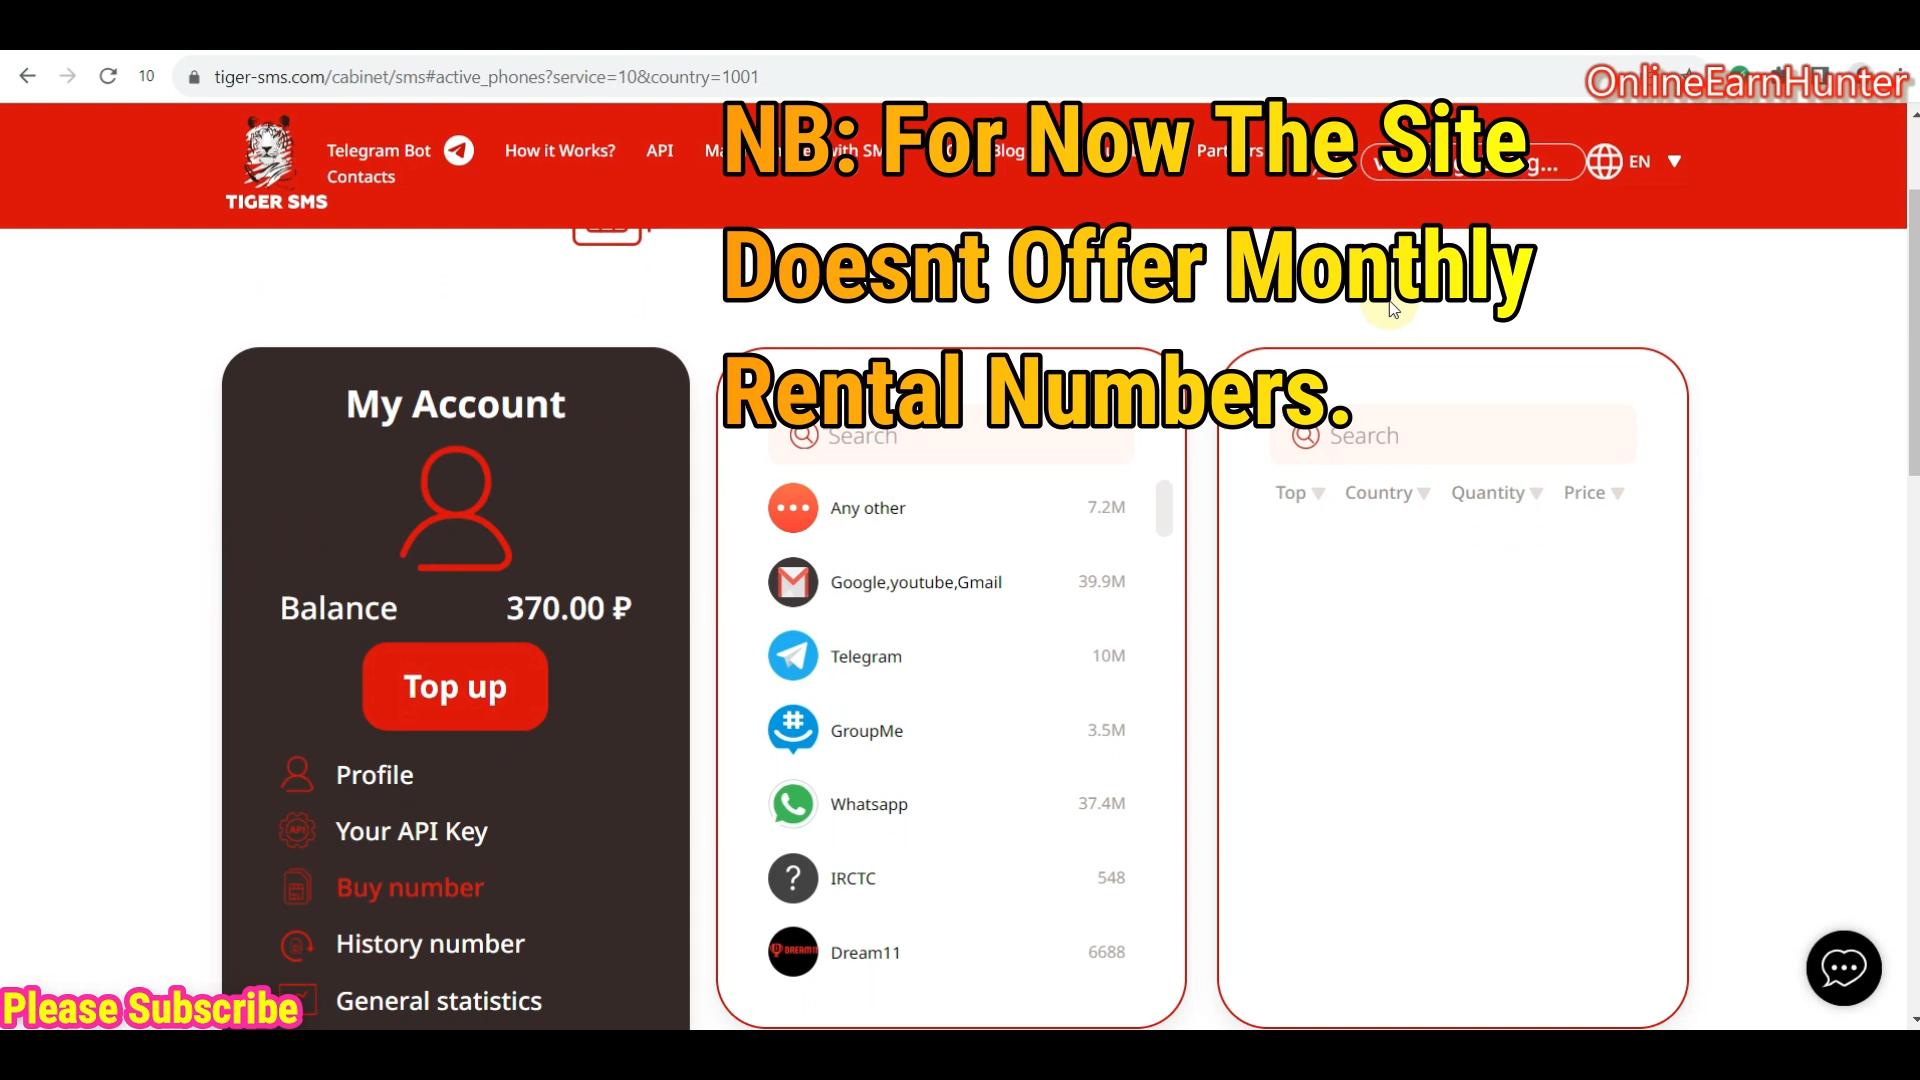 10
tiger-sms.com/cabinet/sms#active_phones?service=10&country=1001
OnlineEarnHunter
NB: For Now The Site
Doesnt Offer Monthly
Rental Numbers.
TIGER SMS
Telegram Bot
How it Works?
API
Contacts
EN
My Account
Balance 370.00 ₽
Top up
Profile
Your API Key
Buy number
History number
General statistics
Search
Any other 7.2M
Google,youtube,Gmail 39.9M
Telegram 10M
GroupMe 3.5M
Whatsapp 37.4M
IRCTC 548
DREAM11
Dream11 6688
Search
Top Country Quantity Price
Please Subscribe